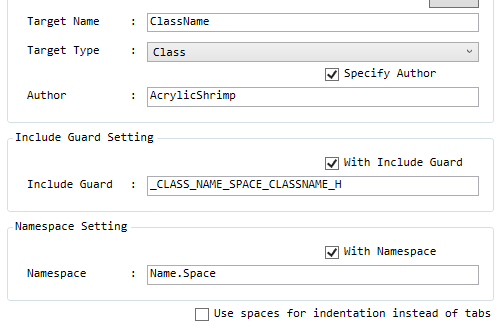 Target Name : ClassName
Target Type : Class
Specify Author
Author : AcrylicShrimp
Include Guard Setting
With Include Guard
Include Guard : _CLASS_NAME_SPACE_CLASSNAME_H
Namespace Setting
With Namespace
Namespace : Name.Space
Use spaces for indentation instead of tabs